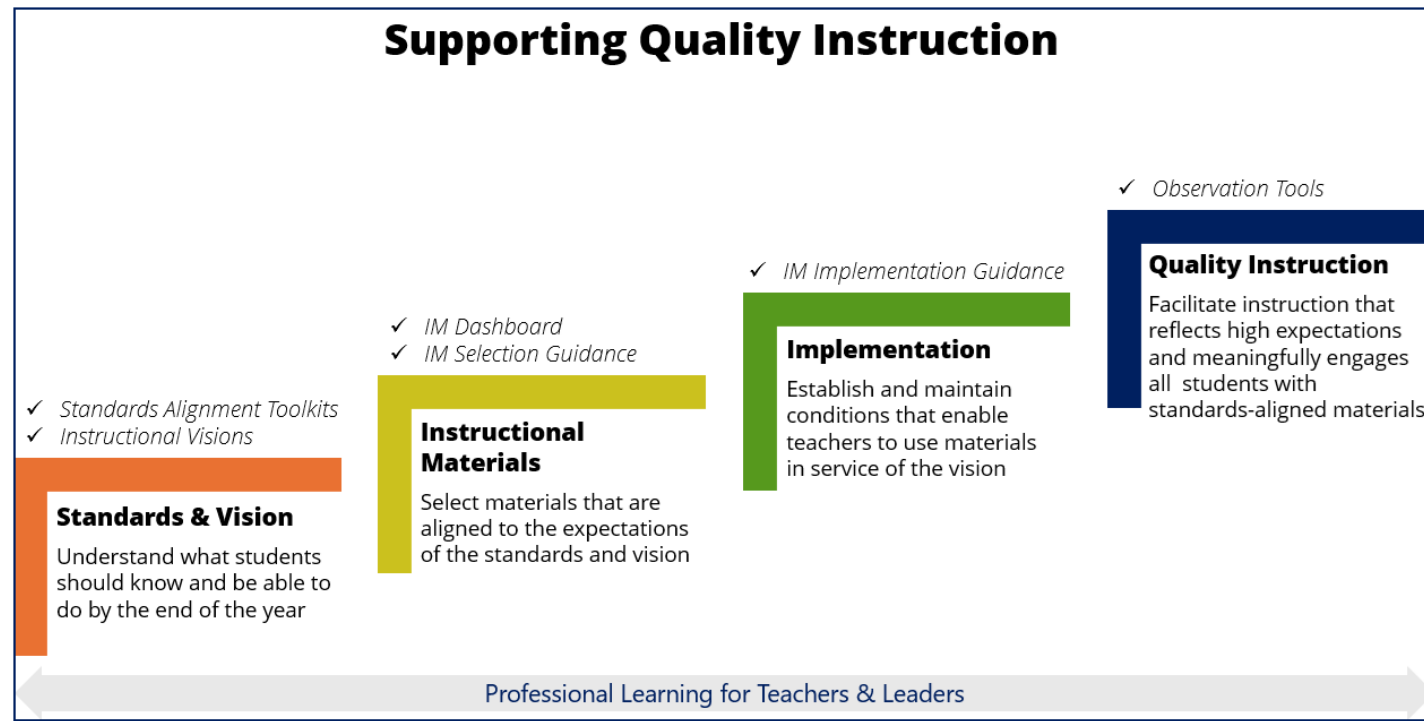 Supporting Quality Instruction
✓ Standards Alignment Toolkits
✓ Instructional Visions
Standards & Vision
Understand what students
should know and be able to
do by the end of the year
✓ IM Dashboard
✓ IM Selection Guidance
Instructional
Materials
Select materials that are
aligned to the expectations
of the standards and vision
✓ IM Implementation Guidance
Implementation
Establish and maintain
conditions that enable
teachers to use materials
in service of the vision
✓ Observation Tools
Quality Instruction
Facilitate instruction that
reflects high expectations
and meaningfully engages
all students with
standards-aligned materials
Professional Learning for Teachers & Leaders